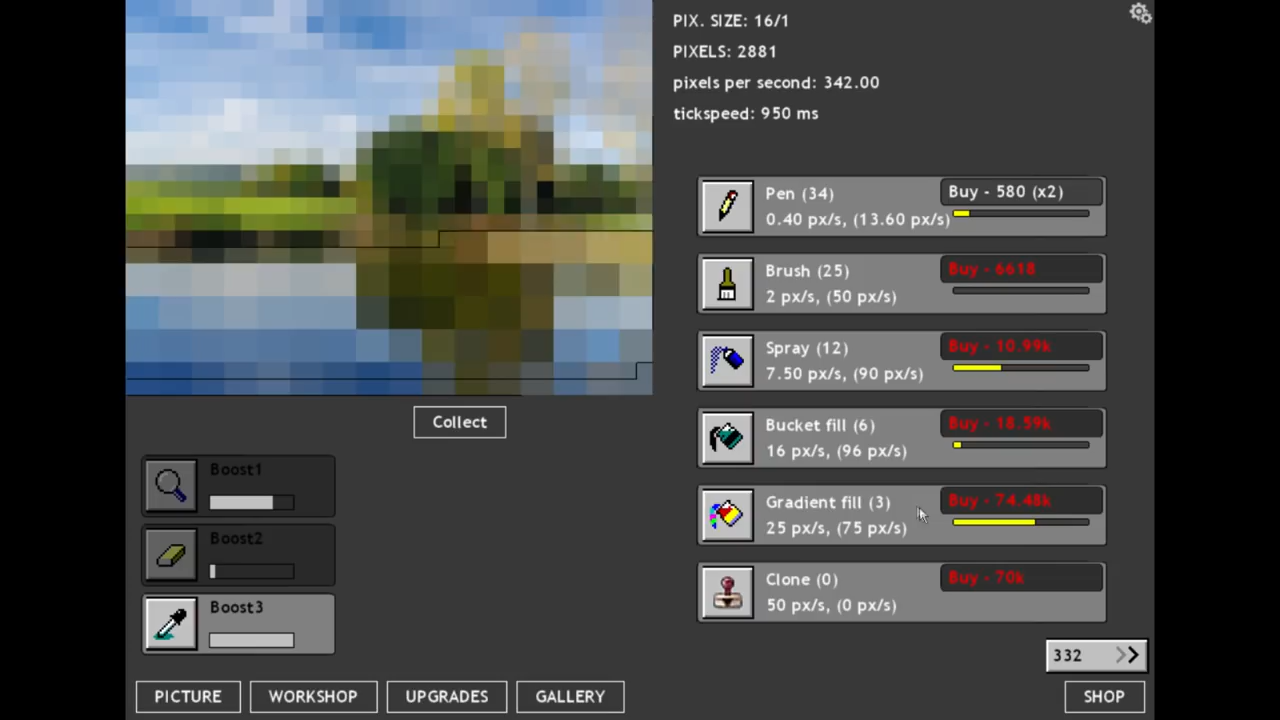 PIX. SIZE: 16/1
PIXELS: 2881
pixels per second: 342.00
tickspeed: 950 ms
Pen (34)
Buy - 580 (x2)
0.40 px/s, (13.60 px/s)
Brush (25)
Buy - 6618
2 px/s, (50 px/s)
Spray (12)
Buy - 10.99k
7.50 px/s, (90 px/s)
Bucket fill (6)
Buy - 18.59k
16 px/s, (96 px/s)
Gradient fill (3)
Buy - 74.48k
25 px/s, (75 px/s)
Clone (0)
Buy - 70k
50 px/s, (0 px/s)
Collect
Boost1
Boost2
Boost3
332
PICTURE
WORKSHOP
UPGRADES
GALLERY
SHOP